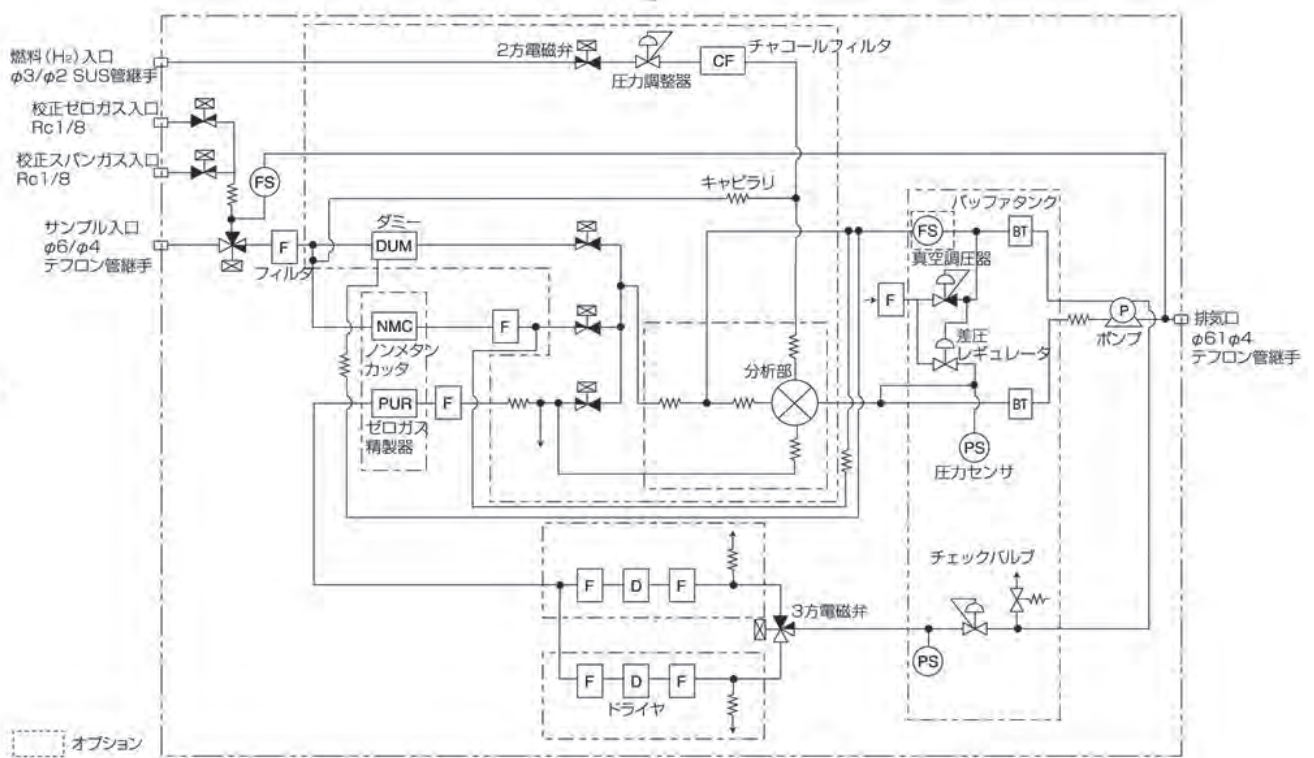 2方電磁弁
チャコールフィルタ
燃料(H₂)入口
φ3/φ2 SUS管継手
CF
圧力調整器
校正ゼロガス入口
Rc1/8
校正スパンガス入口
Rc1/8
FS
キャピラリ
バッファタンク
サンプル入口
φ6/φ4
テフロン管継手
F
フィルタ
ダミー
DUM
FS
BT
真空調圧器
F
NMC
ノンメタン
カッタ
F
差圧
レギュレータ
P
ポンプ
排気口
φ61φ4
テフロン管継手
分析部
PUR
F
ゼロガス
精製器
BT
PS
圧力センサ
チェックバルブ
F
D
F
3方電磁弁
PS
F
D
F
ドライヤ
オプション